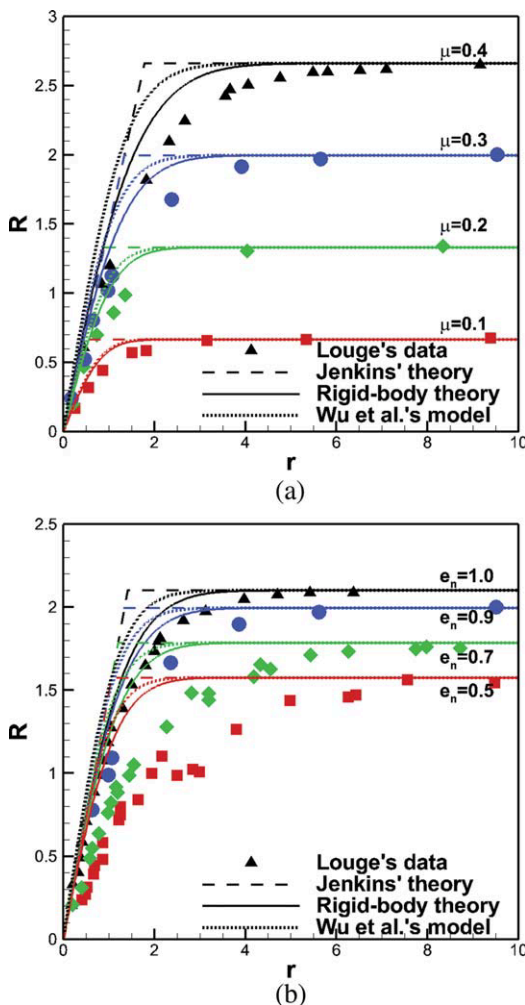 3
2.5
2
1.5
1
0.5
0
R
μ=0.4
μ=0.3
μ=0.2
μ=0.1
Louge's data
Jenkins' theory
Rigid-body theory
Wu et al.'s model
0 2 4 6 8 10
r
(a)
2.5
2
1.5
1
0.5
0
R
eₙ=1.0
eₙ=0.9
eₙ=0.7
eₙ=0.5
Louge's data
Jenkins' theory
Rigid-body theory
Wu et al.'s model
0 2 4 6 8 10
r
(b)